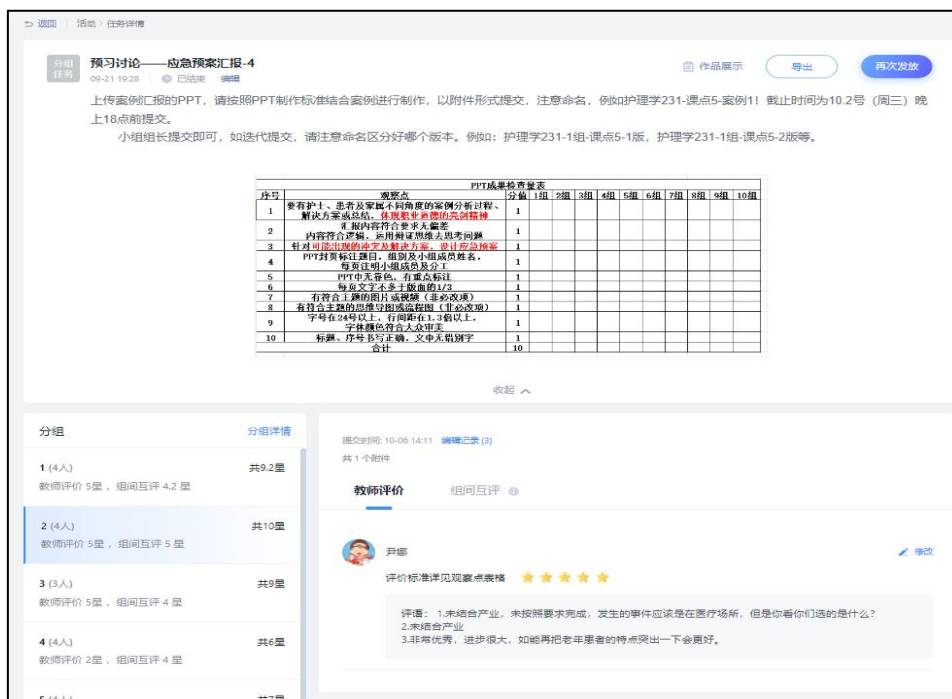 返回 | 活动 > 任务详情
分组任务
预习讨论——应急预案汇报-4
09-21 19:28 | 已结束 编辑
作品展示
导出
再次发放
上传案例汇报的PPT，请按照PPT制作标准结合案例进行制作，以附件形式提交，注意命名，例如护理学231-课点5-案例1！截止时间为10.2号（周三）晚
上18点前提交。
小组组长提交即可，如迭代提交，请注意命名区分好哪个版本。例如：护理学231-1组-课点5-1版，护理学231-1组-课点5-2版等。
PPT成果检查量表
序号 观察点 分值 1组 2组 3组 4组 5组 6组 7组 8组 9组 10组
1 要有护士、患者及家属不同角度的案例分析过程、
解决方案或总结，体现职业道德的亮剑精神 1
2 汇报内容符合要求无偏差
内容符合逻辑，运用辩证思维去思考问题 1
3 针对可能出现的冲突及解决方案，设计应急预案 1
4 PPT封页标注题目，组别及小组成员姓名，
每页注明小组成员及分工 1
5 PPT中无靠色，有重点标注 1
6 每页文字不多于版面的1/3 1
7 有符合主题的图片或视频（非必改项） 1
8 有符合主题的思维导图或流程图（非必改项） 1
9 字号在24号以上，行间距在1.3倍以上，
字体颜色符合大众审美 1
10 标题、序号书写正确，文中无错别字 1
合计 10
收起
分组 分组详情
1 (4人) 共9.2星
教师评价 5星， 组间互评 4.2 星
2 (4人) 共10星
教师评价 5星， 组间互评 5 星
3 (3人) 共9星
教师评价 5星， 组间互评 4 星
4 (4人) 共6星
教师评价 2星， 组间互评 4 星
提交时间: 10-06 14:11 编辑记录 (3)
共 1 个附件
教师评价 组间互评
尹娜 修改
评价标准详见观察点表格
评语： 1.未结合产业，未按照要求完成，发生的事件应该是在医疗场所，但是你看你们选的是什么？
2.未结合产业
3.非常优秀，进步很大，如能再把老年患者的特点突出一下会更好。